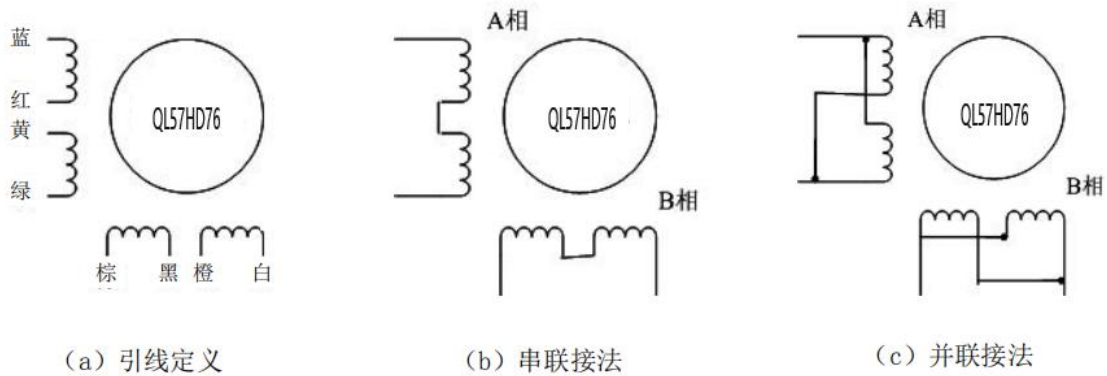 蓝
红
黄
绿
QL57HD76
棕 黑 橙 白
(a) 引线定义
A相
QL57HD76
B相
(b) 串联接法
A相
QL57HD76
B相
(c) 并联接法